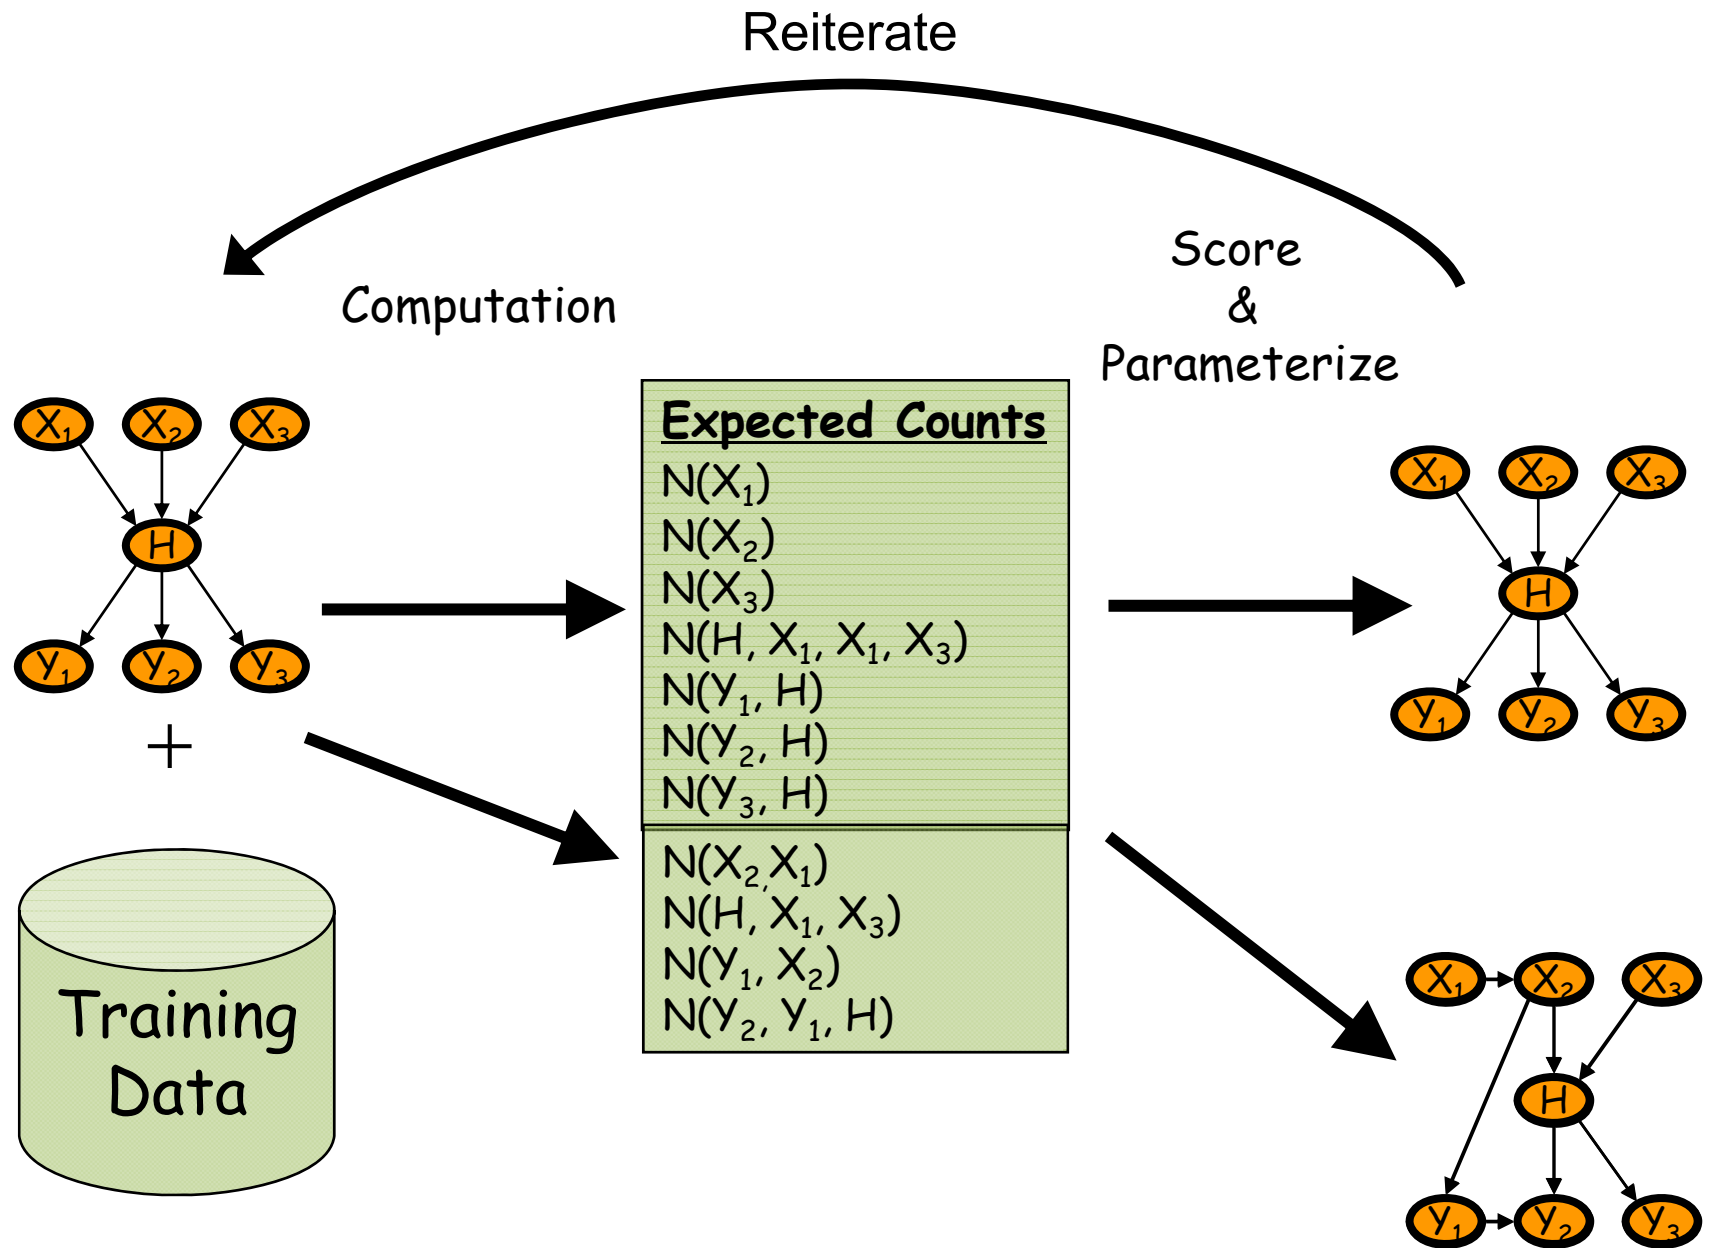 Reiterate
Computation
Score
&
Parameterize
X1 X2 X3
H
Y1 Y2 Y3
+
Training
Data
Expected Counts
N(X1)
N(X2)
N(X3)
N(H, X1, X1, X3)
N(Y1, H)
N(Y2, H)
N(Y3, H)
N(X2,X1)
N(H, X1, X3)
N(Y1, X2)
N(Y2, Y1, H)
X1 X2 X3
H
Y1 Y2 Y3
X1 X2 X3
H
Y1 Y2 Y3